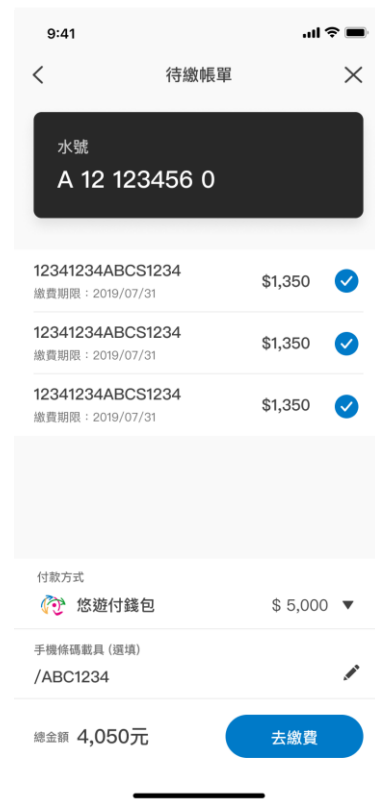 9:41
待繳帳單
水號
A 12 123456 0
12341234ABCS1234
$1,350
繳費期限：2019/07/31
12341234ABCS1234
$1,350
繳費期限：2019/07/31
12341234ABCS1234
$1,350
繳費期限：2019/07/31
付款方式
悠遊付錢包
$ 5,000
手機條碼載具 (選填)
/ABC1234
總金額 4,050元
去繳費